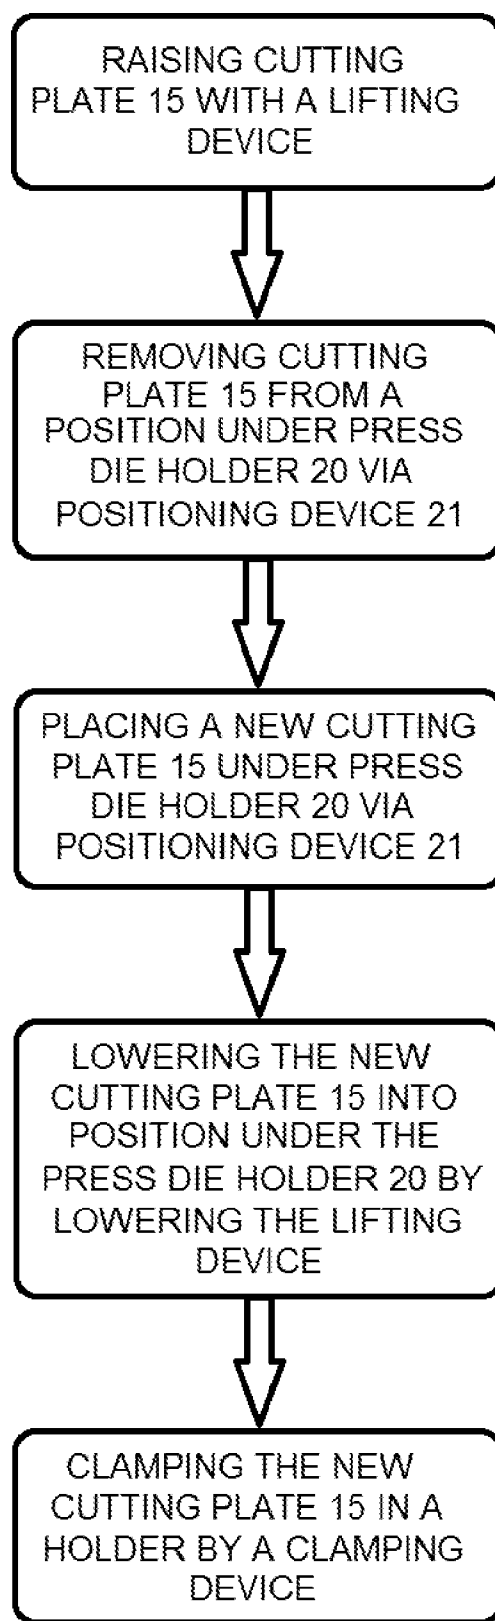 RAISING CUTTING
PLATE 15 WITH A LIFTING
DEVICE
REMOVING CUTTING
PLATE 15 FROM A
POSITION UNDER PRESS
DIE HOLDER 20 VIA
POSITIONING DEVICE 21
PLACING A NEW CUTTING
PLATE 15 UNDER PRESS
DIE HOLDER 20 VIA
POSITIONING DEVICE 21
LOWERING THE NEW
CUTTING PLATE 15 INTO
POSITION UNDER THE
PRESS DIE HOLDER 20 BY
LOWERING THE LIFTING
DEVICE
CLAMPING THE NEW
CUTTING PLATE 15 IN A
HOLDER BY A CLAMPING
DEVICE